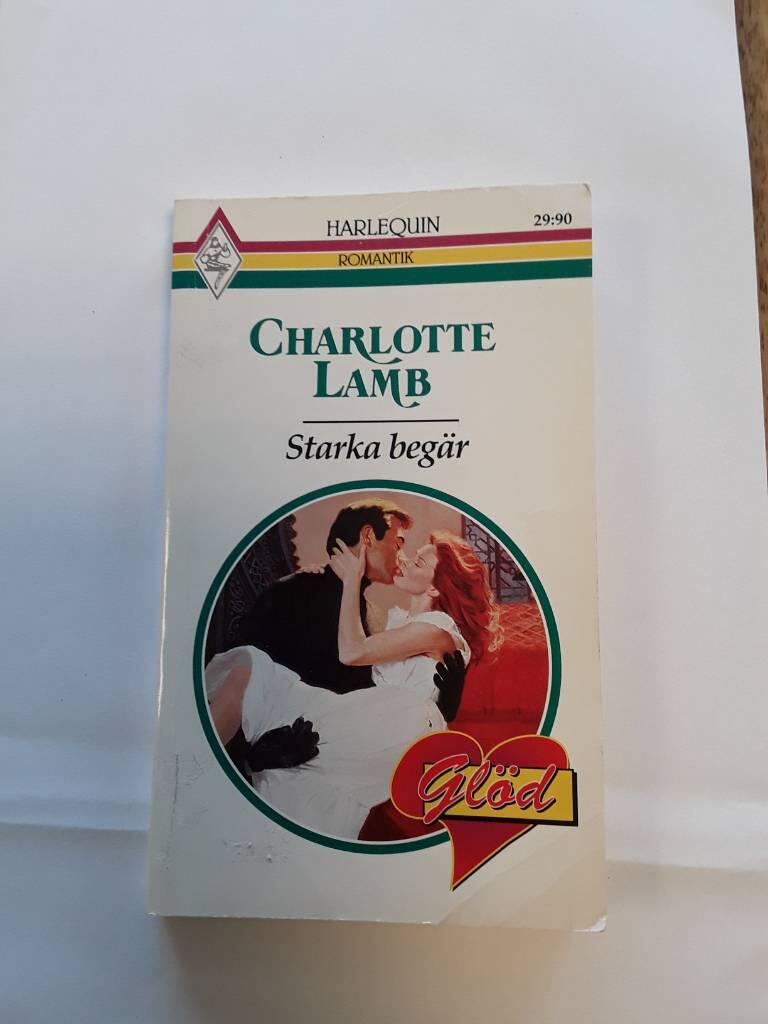 HARLEQUIN
29:90
ROMANTIK
CHARLOTTE
LAMB
Starka begär
Glöd